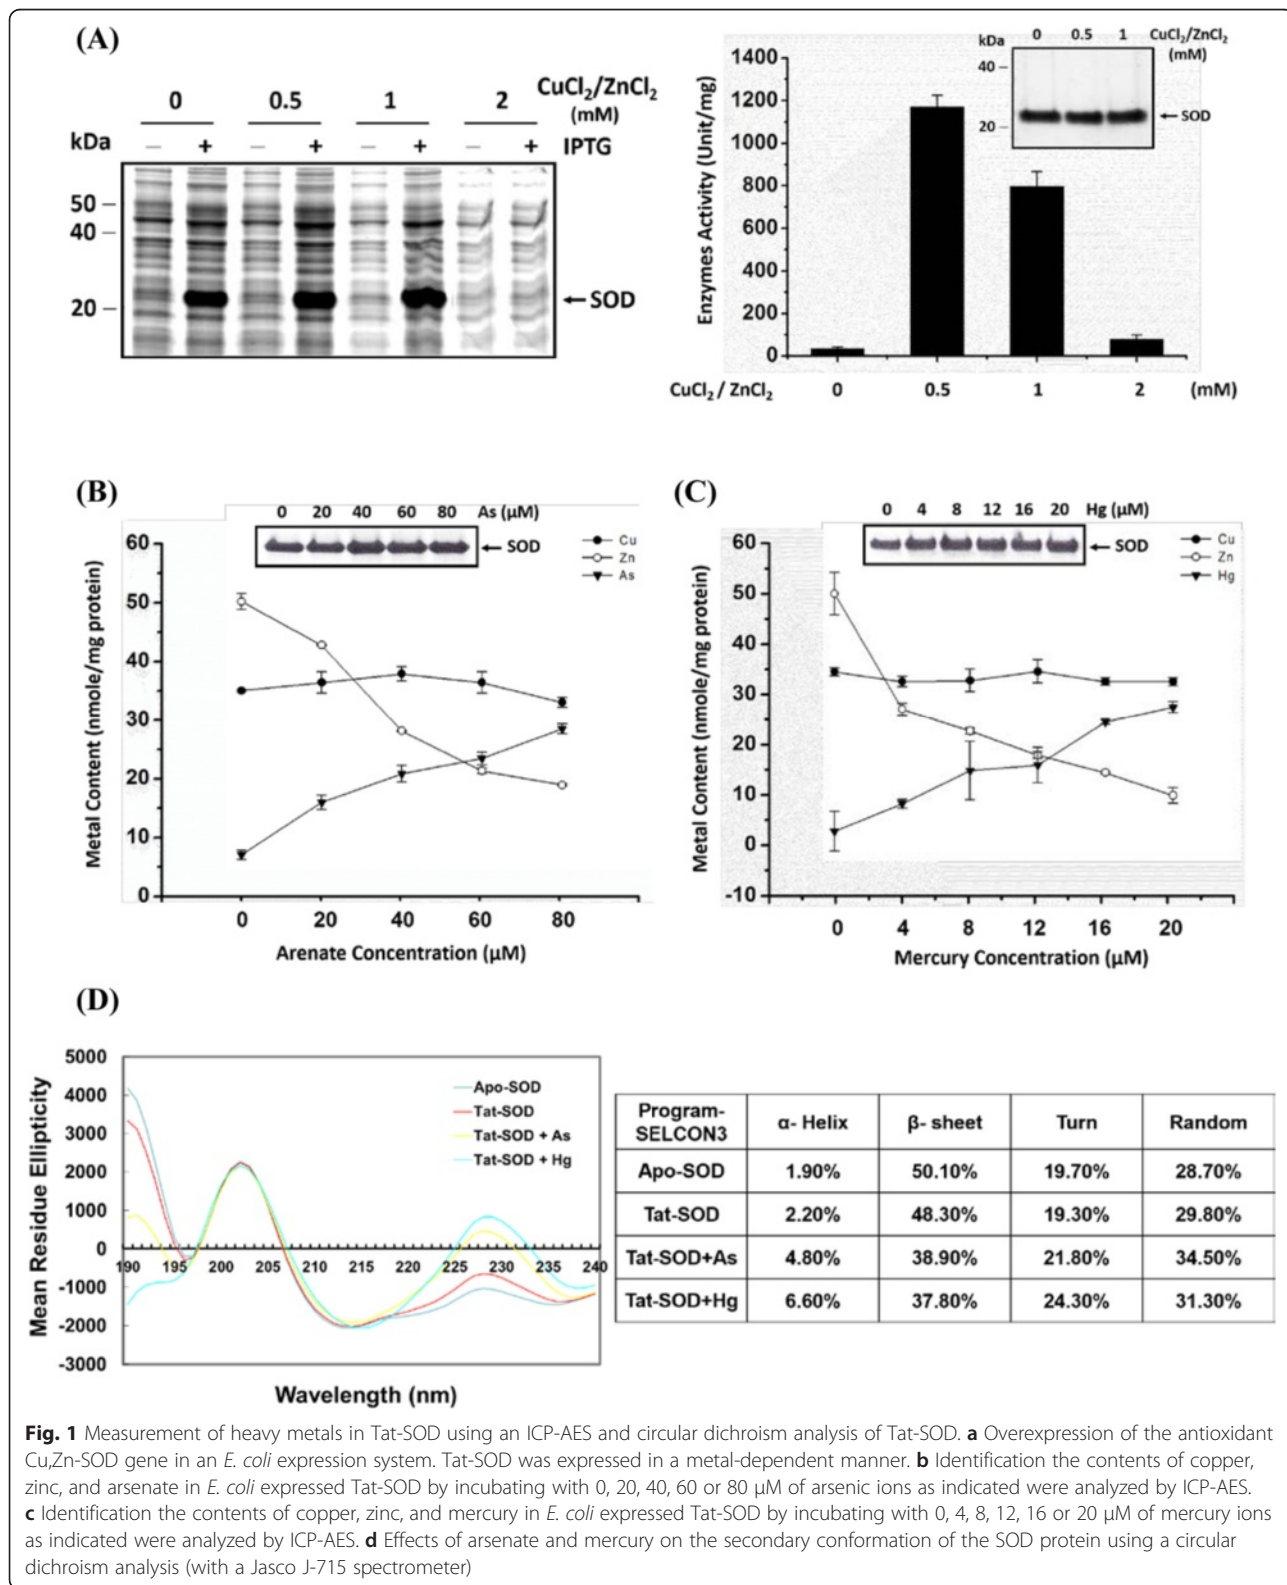 (A)
0 0.5 1 2 CuCl₂/ZnCl₂
(mM)
kDa — + — + — + — + IPTG
50
40
20
←SOD
Enzymes Activity (Unit/mg)
1400
1200
1000
800
600
400
200
0
CuCl₂ / ZnCl₂ 0 0.5 1 2 (mM)
0 0.5 1 CuCl₂/ZnCl₂
(mM)
kDa
40
20
←SOD
(B)
0 20 40 60 80 As (μM)
←SOD
Cu
Zn
As
Metal Content (nmole/mg protein)
60
50
40
30
20
10
0
0 20 40 60 80
Arenate Concentration (μM)
(C)
0 4 8 12 16 20 Hg (μM)
←SOD
Cu
Zn
Hg
Metal Content (nmole/mg protein)
60
50
40
30
20
10
0
-10
0 4 8 12 16 20
Mercury Concentration (μM)
(D)
Mean Residue Ellipticity
5000
4000
3000
2000
1000
0
-1000
-2000
-3000
190 195 200 205 210 215 220 225 230 235 240
Wavelength (nm)
Apo-SOD
Tat-SOD
Tat-SOD + As
Tat-SOD + Hg
Program-
SELCON3 α- Helix β- sheet Turn Random
Apo-SOD 1.90% 50.10% 19.70% 28.70%
Tat-SOD 2.20% 48.30% 19.30% 29.80%
Tat-SOD+As 4.80% 38.90% 21.80% 34.50%
Tat-SOD+Hg 6.60% 37.80% 24.30% 31.30%
Fig. 1 Measurement of heavy metals in Tat-SOD using an ICP-AES and circular dichroism analysis of Tat-SOD. a Overexpression of the antioxidant
Cu,Zn-SOD gene in an E. coli expression system. Tat-SOD was expressed in a metal-dependent manner. b Identification the contents of copper,
zinc, and arsenate in E. coli expressed Tat-SOD by incubating with 0, 20, 40, 60 or 80 μM of arsenic ions as indicated were analyzed by ICP-AES.
c Identification the contents of copper, zinc, and mercury in E. coli expressed Tat-SOD by incubating with 0, 4, 8, 12, 16 or 20 μM of mercury ions
as indicated were analyzed by ICP-AES. d Effects of arsenate and mercury on the secondary conformation of the SOD protein using a circular
dichroism analysis (with a Jasco J-715 spectrometer)